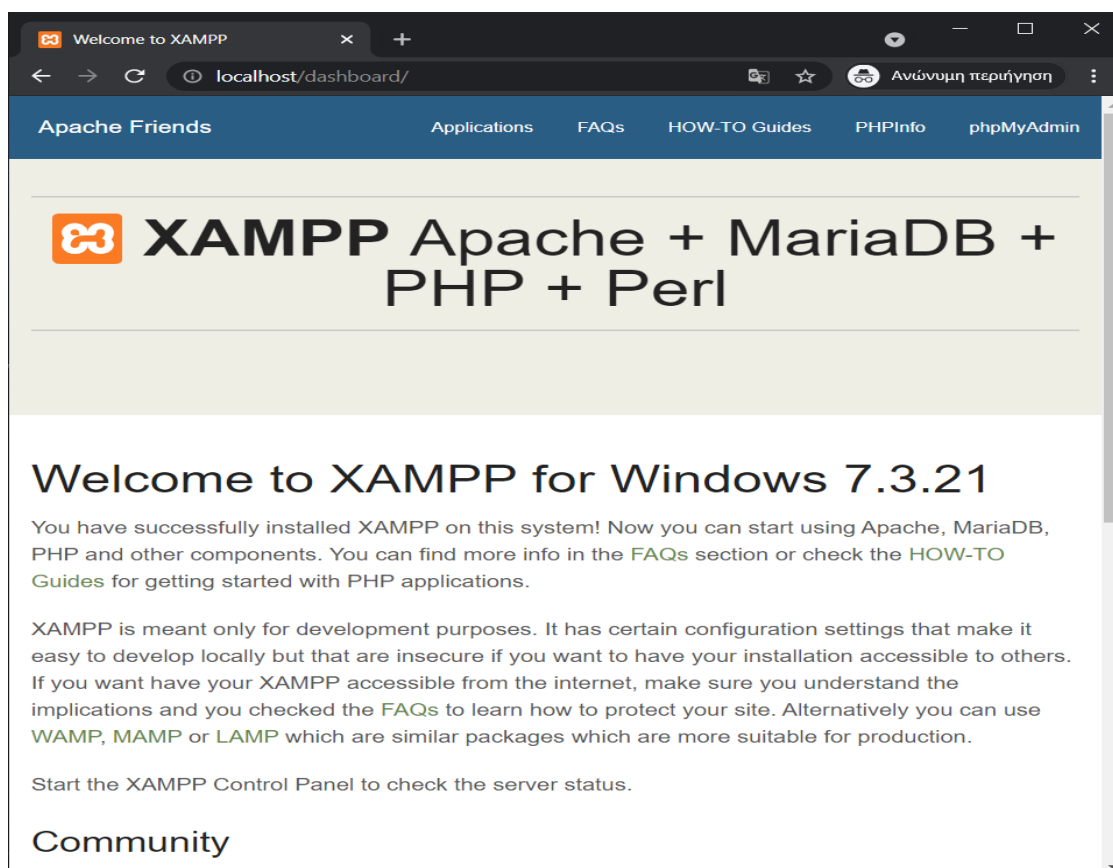 Welcome to XAMPP
localhost/dashboard/
Ανώνυμη περιήγηση
Apache Friends
Applications
FAQs
HOW-TO Guides
PHPInfo
phpMyAdmin
XAMPP Apache + MariaDB +
PHP + Perl
Welcome to XAMPP for Windows 7.3.21
You have successfully installed XAMPP on this system! Now you can start using Apache, MariaDB,
PHP and other components. You can find more info in the FAQs section or check the HOW-TO
Guides for getting started with PHP applications.
XAMPP is meant only for development purposes. It has certain configuration settings that make it
easy to develop locally but that are insecure if you want to have your installation accessible to others.
If you want have your XAMPP accessible from the internet, make sure you understand the
implications and you checked the FAQs to learn how to protect your site. Alternatively you can use
WAMP, MAMP or LAMP which are similar packages which are more suitable for production.
Start the XAMPP Control Panel to check the server status.
Community